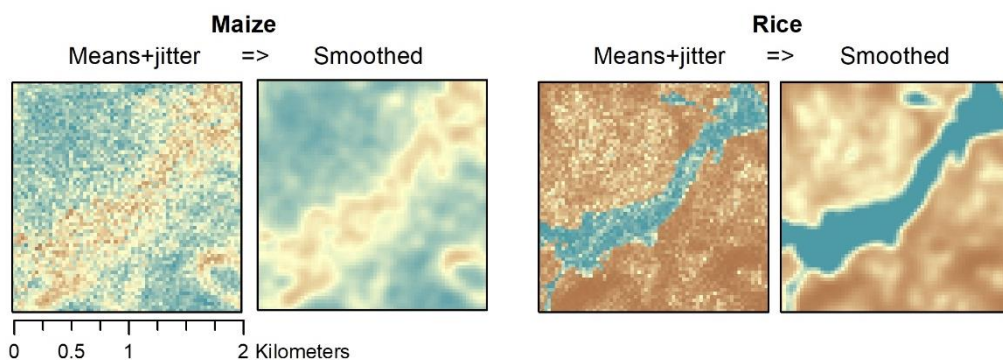 Maize
Means+jitter => Smoothed
Rice
Means+jitter => Smoothed
0 0.5 1 2 Kilometers